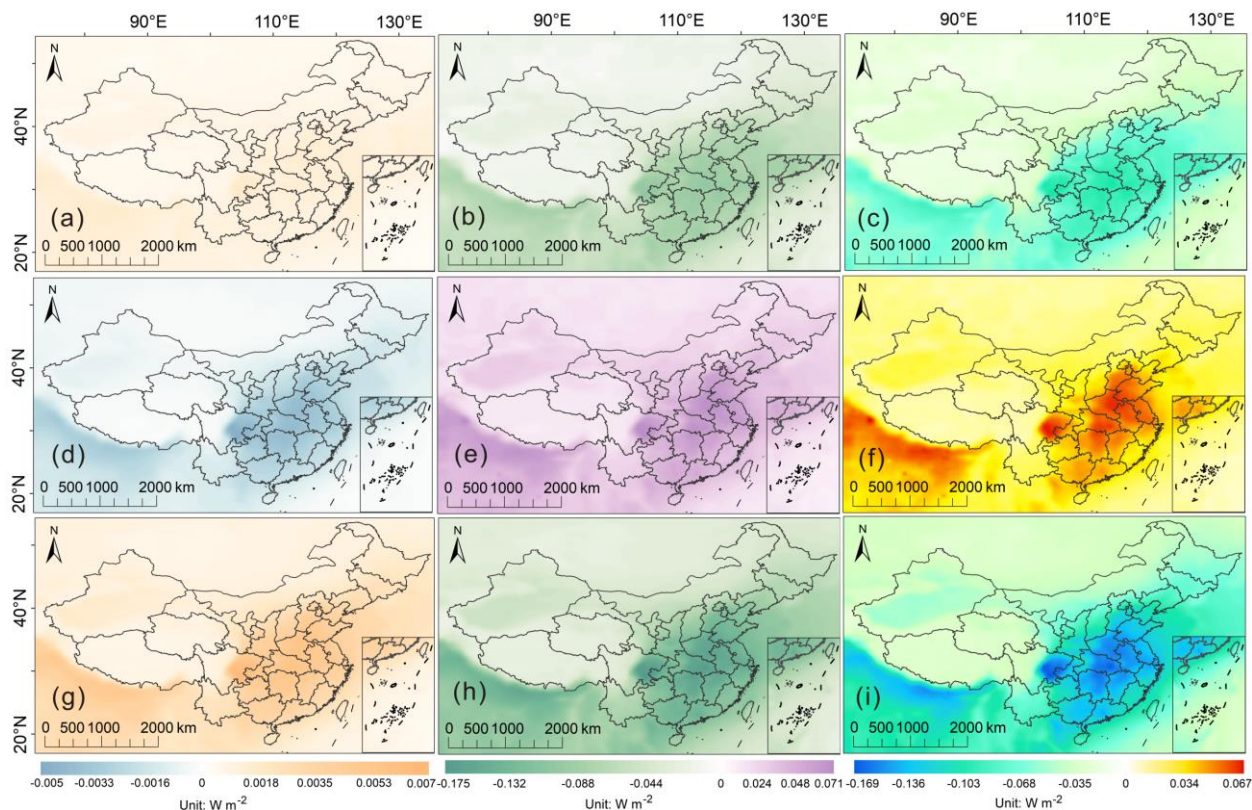 90°E 110°E 130°E 90°E 110°E 130°E 90°E 110°E 130°E
N N N
40°N
(a) (b) (c)
0 500 1000 2000 km 0 500 1000 2000 km 0 500 1000 2000 km
20°N
N N N
40°N
(d) (e) (f)
0 500 1000 2000 km 0 500 1000 2000 km 0 500 1000 2000 km
20°N
N N N
40°N
(g) (h) (i)
0 500 1000 2000 km 0 500 1000 2000 km 0 500 1000 2000 km
20°N
-0.005 -0.0033 -0.0016 0 0.0018 0.0035 0.0053 0.007 -0.175 -0.132 -0.088 -0.044 0 0.024 0.048 0.071 -0.169 -0.136 -0.103 -0.068 -0.035 0 0.034 0.067
Unit: W m⁻² Unit: W m⁻² Unit: W m⁻²